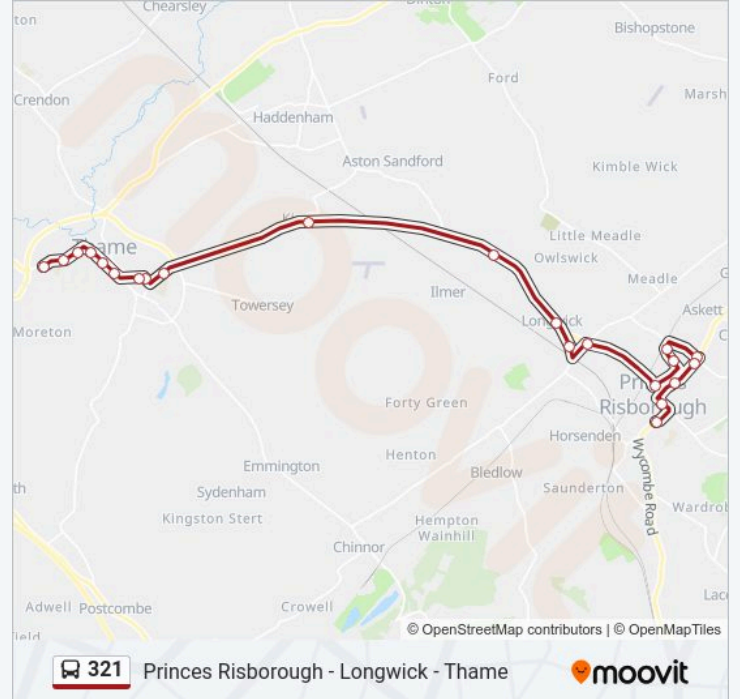 Chearsley
Dinton
ton
Bishopstone
Ford
Crendon
Marsh
Haddenham
Aston Sandford
Kimble Wick
Little Meadle
Thame
Owlswick
Meadle
Ilmer
Towersey
Askett
Longwick
Moreton
Princes
Risborough
Forty Green
Horsenden
Henton
Wycombe Road
Emmington
Bledlow
th
Sydenham
Saunderton
Kingston Stert
Hempton
Wainhill
Chinnor
Adwell
Postcombe
Crowell
© OpenStreetMap contributors | © OpenMapTiles
321
Princes Risborough - Longwick - Thame
moovit